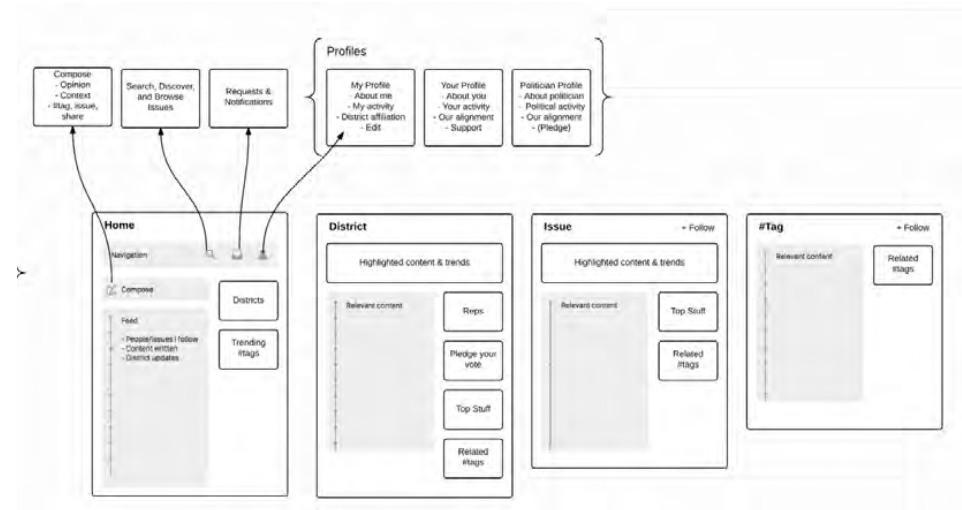 Profiles
Compose
- Opinion
- Context
- #tag, issue,
share
Search, Discover,
and Browse
Issues
Requests &
Notifications
My Profile
- About me
- My activity
- District affiliation
- Edit
Your Profile
- About you
- Your activity
- Our alignment
- Support
Politician Profile
- About politician
- Political activity
- Our alignment
- (Pledge)
Home
Navigation
Compose
Feed
- People/issues I follow
- Content written
- District updates
Districts
Trending
#tags
District
Highlighted content & trends
Relevant content
Reps
Pledge your
vote
Top Stuff
Related
#tags
Issue
+ Follow
Highlighted content & trends
Relevant content
Top Stuff
Related
#tags
#Tag
+ Follow
Relevant content
Related
#tags